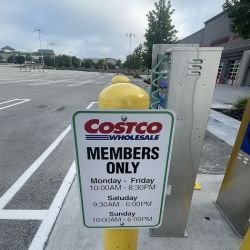 COSTCO
WHOLESALE
MEMBERS
ONLY
Monday - Friday
10:00AM - 8:30PM
Saturday
9:30AM - 6:00PM
Sunday
10:00AM - 6:00PM